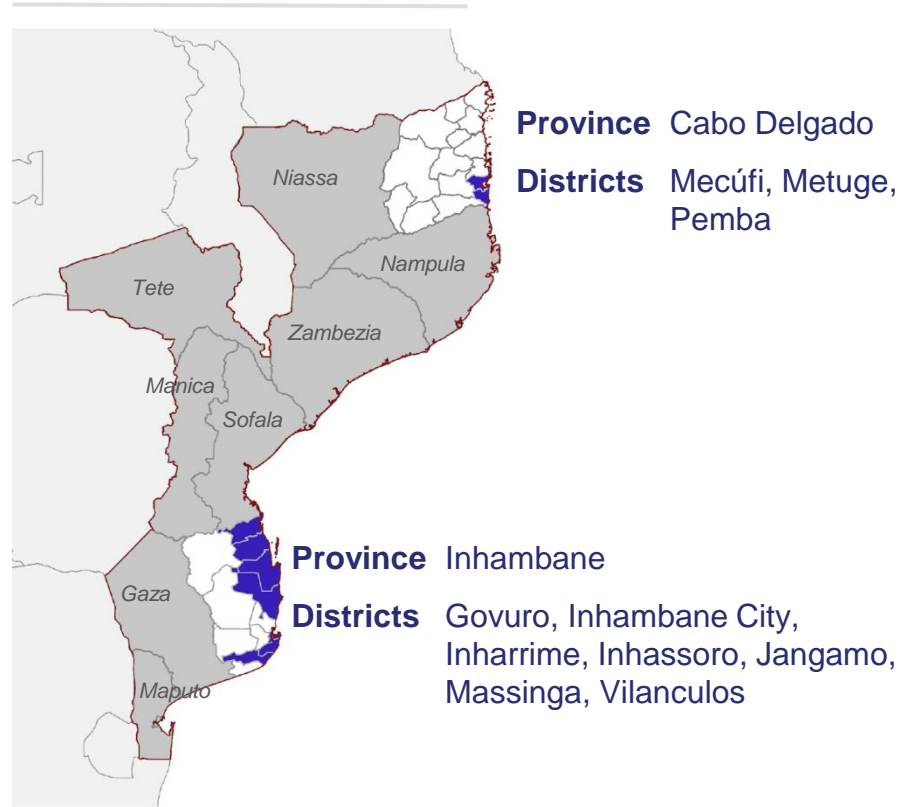 Province Cabo Delgado
Districts Mecúfi, Metuge,
Pemba
Niassa
Nampula
Tete
Zambezia
Manica
Sofala
Province Inhambane
Gaza
Districts Govuro, Inhambane City,
Inharrime, Inhassoro, Jangamo,
Massinga, Vilanculos
Maputo